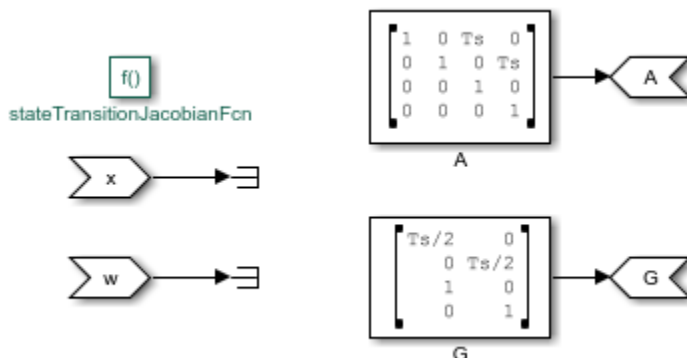 f()
stateTransitionJacobianFcn
x
w
1 0 Ts 0
0 1 0 Ts
0 0 1 0
0 0 0 1
A
A
Ts/2 0
0 Ts/2
1 0
0 1
G
G